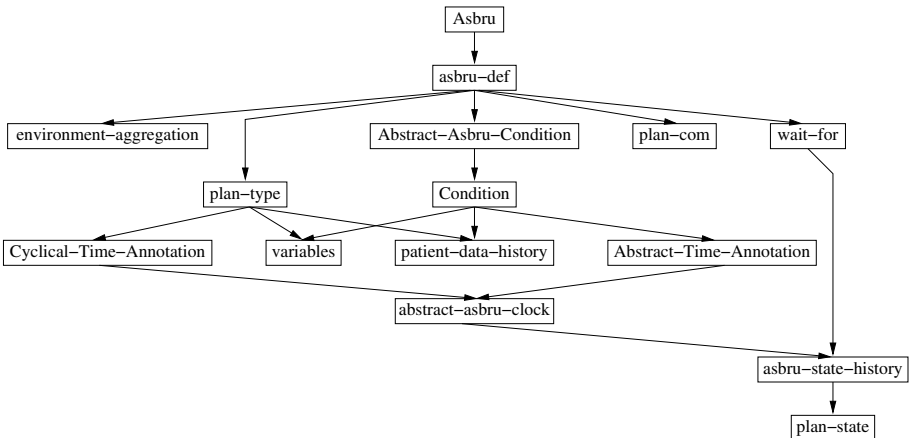 Asbru
asbru−def
environment−aggregation
Abstract−Asbru−Condition
plan−com
wait−for
plan−type
Condition
Cyclical−Time−Annotation
variables
patient−data−history
Abstract−Time−Annotation
abstract−asbru−clock
asbru−state−history
plan−state